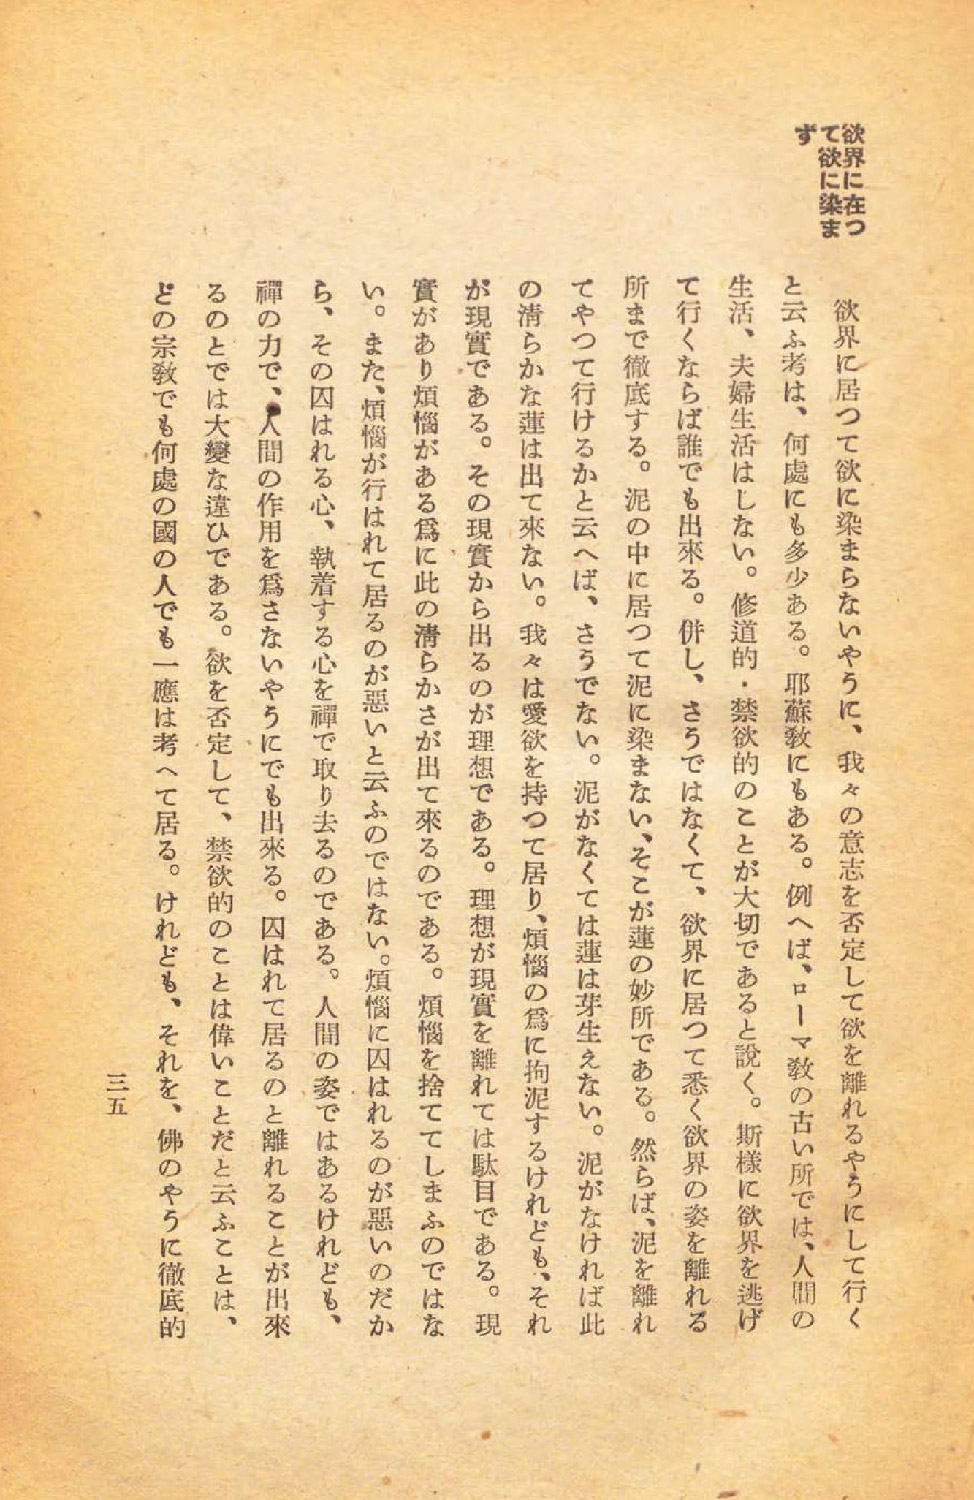 欲界に在つ
て欲に染ま
ず
欲界に居つて欲に染まらないやうに、我々の意志を否定して欲を離れるやうにして行く
と云ふ考は、何處にも多少ある。耶蘇教にもある。例へば、ローマ教の古い所では、人間の
生活、夫婦生活はしない。修道的・禁欲的のことが大切であると說く。斯樣に欲界を逃げ
て行くならば誰でも出來る。併し、さうではなくて、欲界に居つて悉く欲界の姿を離れる
所まで徹底する。泥の中に居つて泥に染まない、そこが蓮の妙所である。然らば、泥を離れ
てやつて行けるかと云へば、さうでない。泥がなくては蓮は芽生えない。泥がなければ此
の淸らかな蓮は出て來ない。我々は愛欲を持つて居り、煩惱の爲に拘泥するけれども、それ
が現實である。その現實から出るのが理想である。理想が現實を離れては駄目である。現
實があり煩惱がある爲に此の淸らかさが出て來るのである。煩惱を捨ててしまふのではな
い。また、煩惱が行はれて居るのが惡いと云ふのではない。煩惱に囚はれるのが惡いのだか
ら、その囚はれる心、執着する心を禪で取り去るのである。人間の姿ではあるけれども、
禪の力で、人間の作用を爲さないやうにでも出來る。囚はれて居るのと離れることが出來
るのとでは大變な違ひである。欲を否定して、禁欲的のことは偉いことだと云ふことは、
どの宗敎でも何處の國の人でも一應は考へて居る。けれども、それを、佛のやうに徹底的
三五